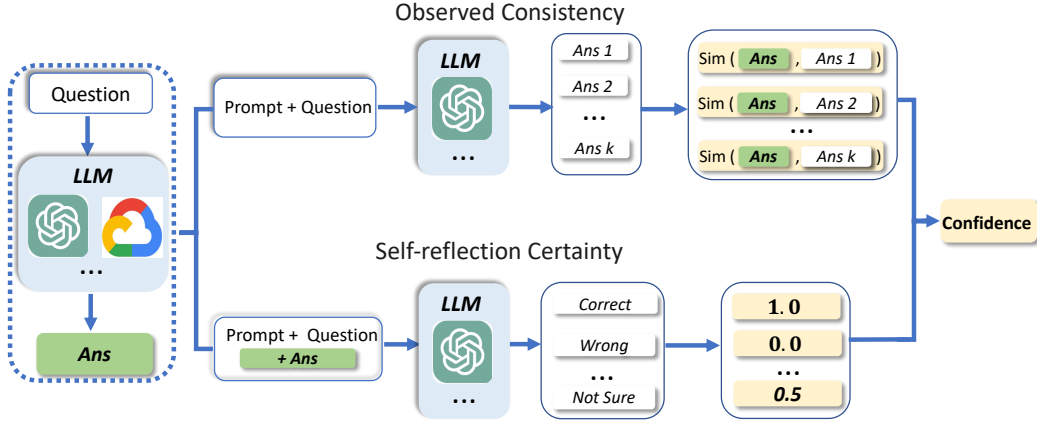 Observed Consistency
Question
LLM
...
Ans
Prompt + Question
LLM
...
Ans 1
Ans 2
...
Ans k
Sim ( Ans , Ans 1 )
Sim ( Ans , Ans 2 )
...
Sim ( Ans , Ans k )
Confidence
Self-reflection Certainty
Prompt + Question
+ Ans
LLM
...
Correct
Wrong
...
Not Sure
1.0
0.0
...
0.5